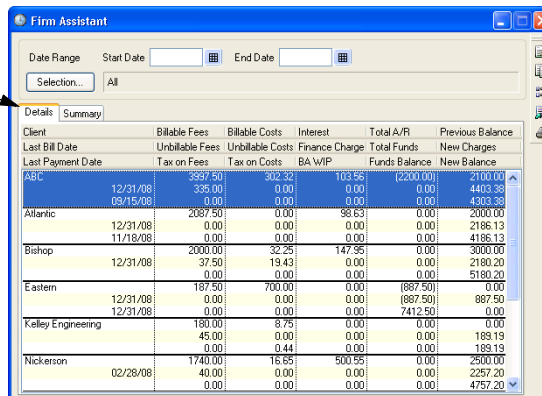 Firm Assistant
Date Range Start Date End Date
Selection... All
Details Summary
Client Billable Fees Billable Costs Interest Total A/R Previous Balance
Last Bill Date Unbillable Fees Unbillable Costs Finance Charge Total Funds New Charges
Last Payment Date Tax on Fees Tax on Costs BA WIP Funds Balance New Balance
ABC 3997.50 302.32 103.56 (2200.00) 2100.00
12/31/08 335.00 0.00 0.00 0.00 4403.38
09/15/08 0.00 0.00 0.00 0.00 4303.38
Atlantic 2087.50 0.00 98.63 0.00 2000.00
12/31/08 0.00 0.00 0.00 0.00 2186.13
11/18/08 0.00 0.00 0.00 0.00 4186.13
Bishop 2000.00 32.25 147.95 0.00 3000.00
12/31/08 37.50 19.43 0.00 0.00 2180.20
0.00 0.00 0.00 0.00 5180.20
Eastern 187.50 700.00 0.00 (887.50) 0.00
12/31/08 0.00 0.00 0.00 (887.50) 887.50
12/31/08 0.00 0.00 0.00 7412.50 0.00
Kelley Engineering 180.00 8.75 0.00 0.00 0.00
45.00 0.00 0.00 0.00 189.19
0.00 0.44 0.00 0.00 189.19
Nickerson 1740.00 16.65 500.55 0.00 2500.00
02/28/08 40.00 0.00 0.00 0.00 2257.20
0.00 0.00 0.00 0.00 4757.20